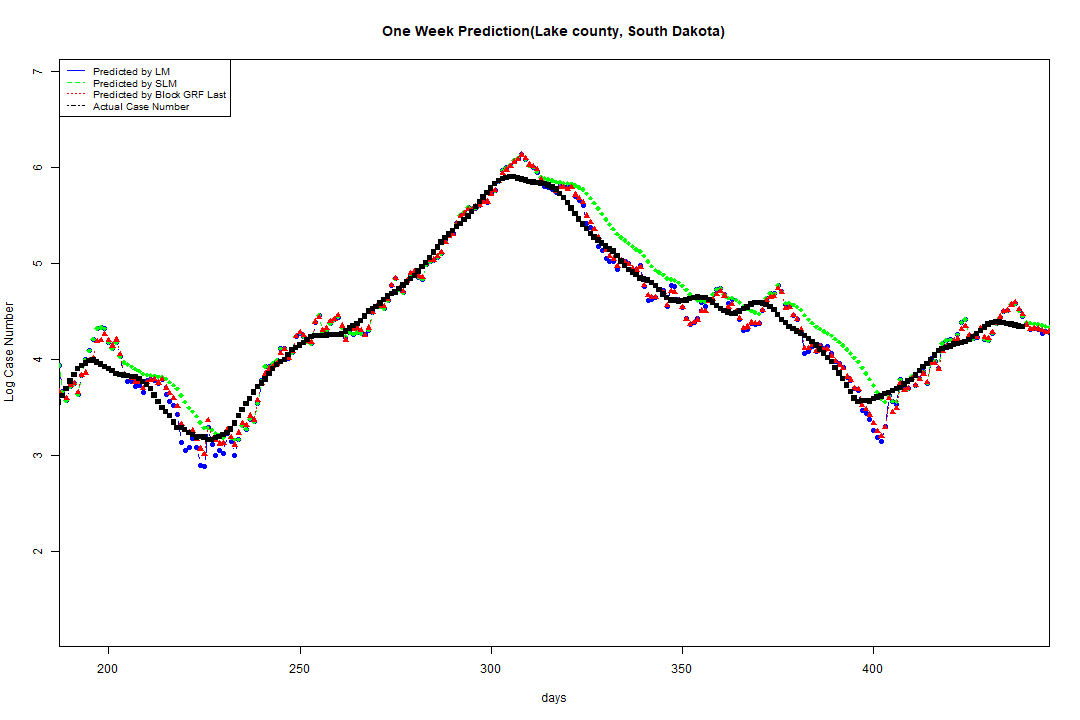 One Week Prediction(Lake county, South Dakota)
Predicted by LM
Predicted by SLM
Predicted by Block GRF Last
Actual Case Number
7
6
5
4
3
2
Log Case Number
200 250 300 350 400
days